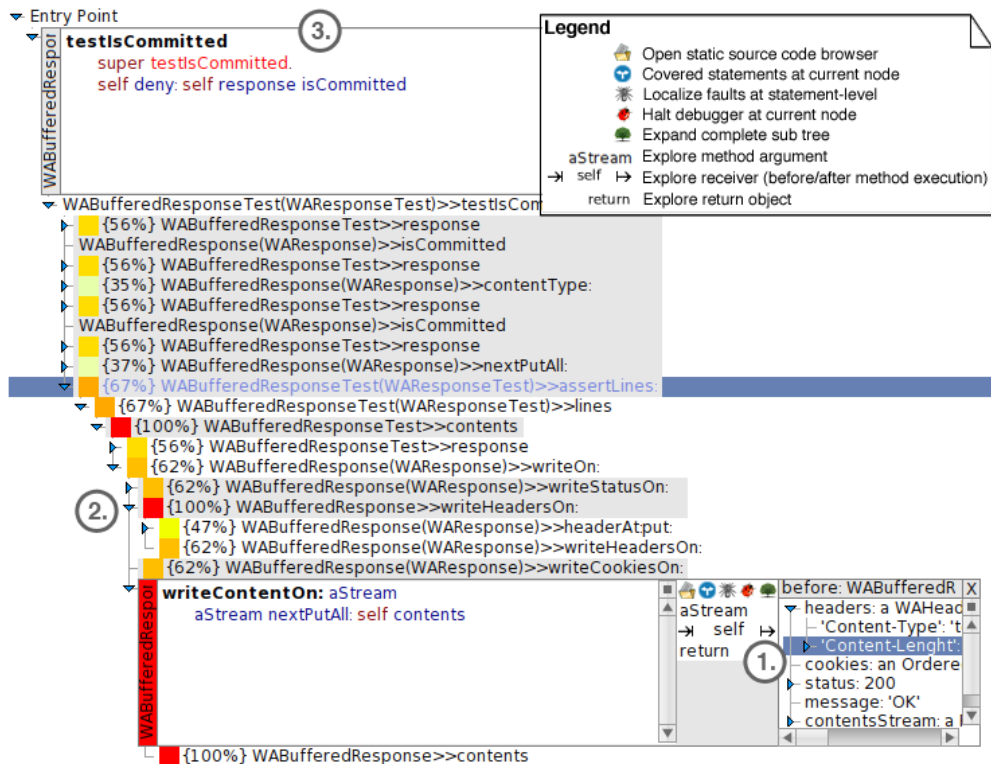 Entry Point
3.
WABufferedRespor
testIsCommitted
super testIsCommitted.
self deny: self response isCommitted
Legend
Open static source code browser
Covered statements at current node
Localize faults at statement-level
Halt debugger at current node
Expand complete sub tree
aStream Explore method argument
self Explore receiver (before/after method execution)
return Explore return object
WABufferedResponseTest(WAResponseTest)>>testIsCom
{56%} WABufferedResponseTest>>response
WABufferedResponse(WAResponse)>>isCommitted
{56%} WABufferedResponseTest>>response
{35%} WABufferedResponse(WAResponse)>>contentType:
{56%} WABufferedResponseTest>>response
WABufferedResponse(WAResponse)>>isCommitted
{56%} WABufferedResponseTest>>response
{37%} WABufferedResponse(WAResponse)>>nextPutAll:
{67%} WABufferedResponseTest(WAResponseTest)>>assertLines:
{67%} WABufferedResponseTest(WAResponseTest)>>lines
{100%} WABufferedResponseTest>>contents
{56%} WABufferedResponseTest>>response
{62%} WABufferedResponse(WAResponse)>>writeOn:
{62%} WABufferedResponse(WAResponse)>>writeStatusOn:
2.
{100%} WABufferedResponse>>writeHeadersOn:
{47%} WABufferedResponse(WAResponse)>>headerAt:put:
{62%} WABufferedResponse(WAResponse)>>writeHeadersOn:
{62%} WABufferedResponse(WAResponse)>>writeCookiesOn:
WABufferedRespor
writeContentOn: aStream
aStream nextPutAll: self contents
aStream
self
return
1.
before: WABufferedR X
headers: a WAHead
'Content-Type': 't
'Content-Lenght':
cookies: an Ordere
status: 200
message: 'OK'
contentsStream: a
{100%} WABufferedResponse>>contents